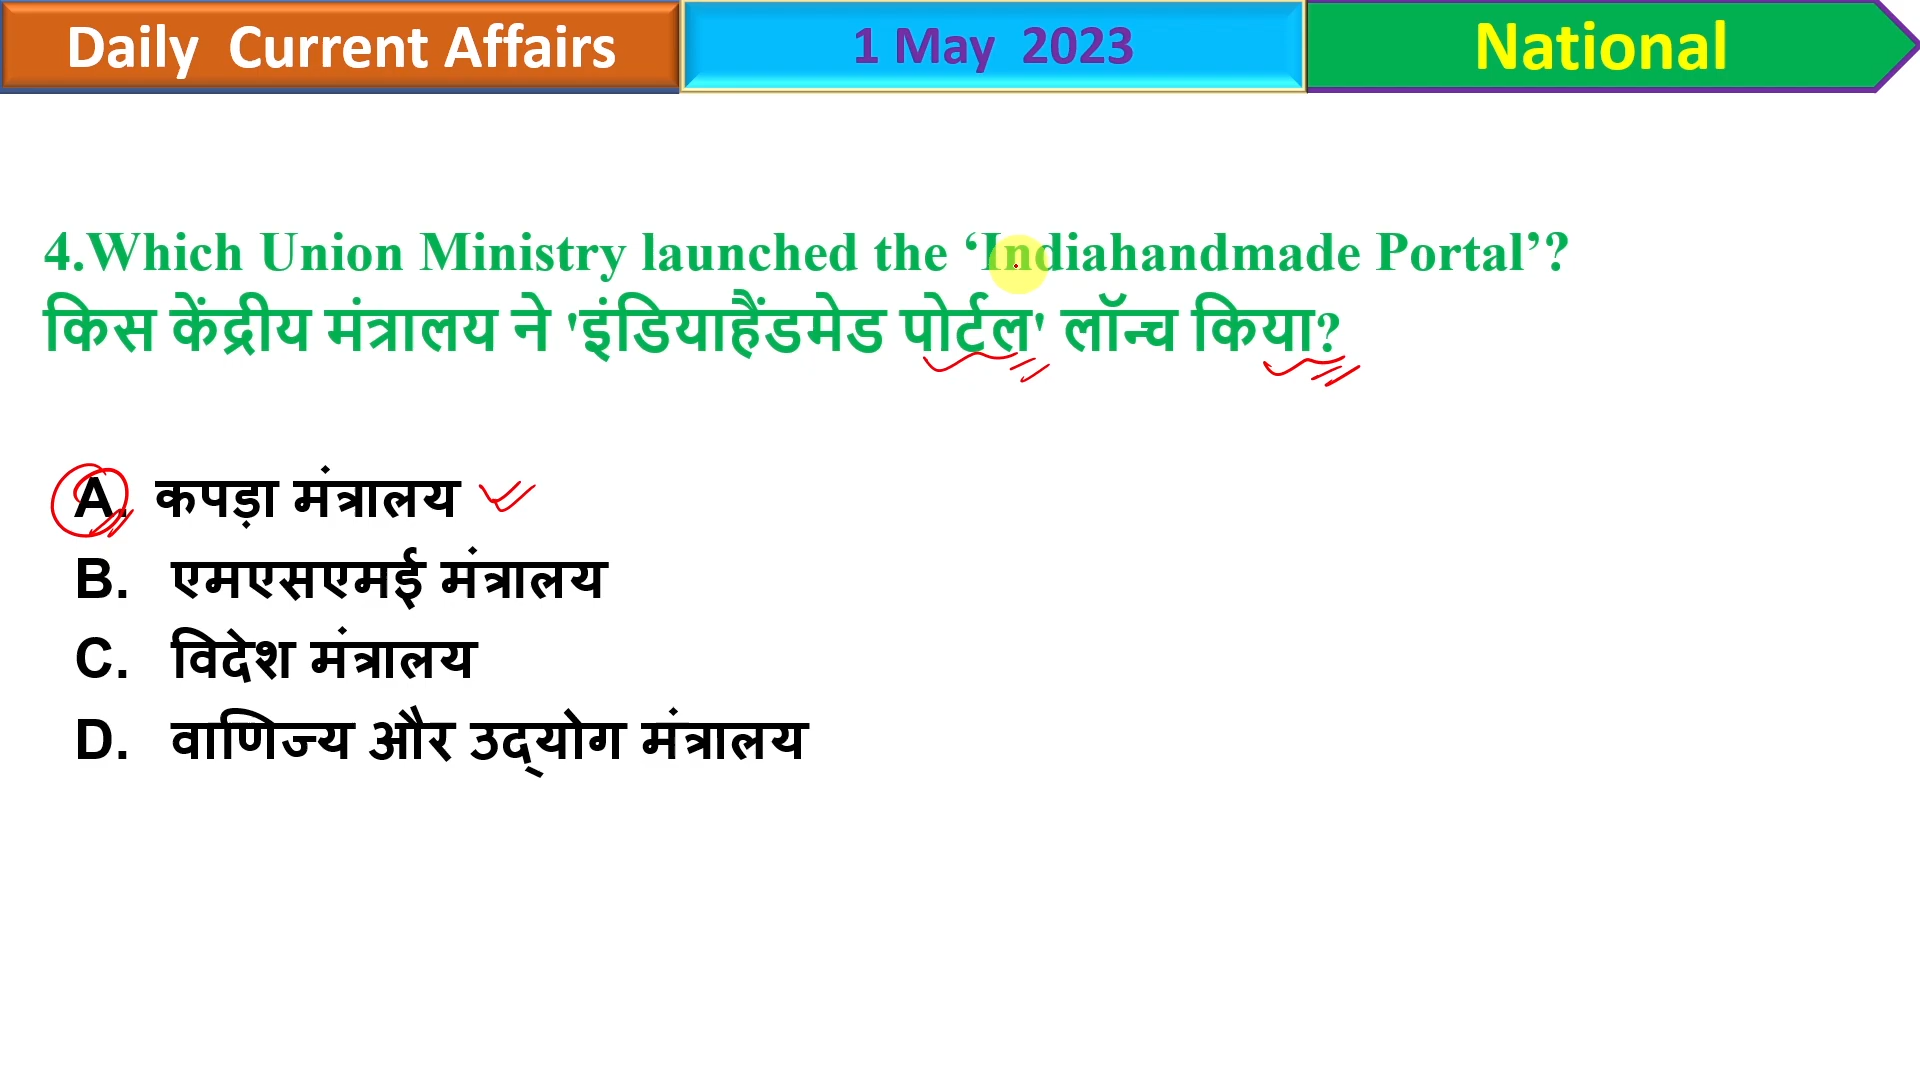 Daily Current Affairs
1 May 2023
National
4.Which Union Ministry launched the ‘Indiahandmade Portal’?
किस केंद्रीय मंत्रालय ने 'इंडियाहैंडमेड पोर्टल' लॉन्च किया?
A. कपड़ा मंत्रालय
B. एमएसएमई मंत्रालय
C. विदेश मंत्रालय
D. वाणिज्य और उद्‌योग मंत्रालय